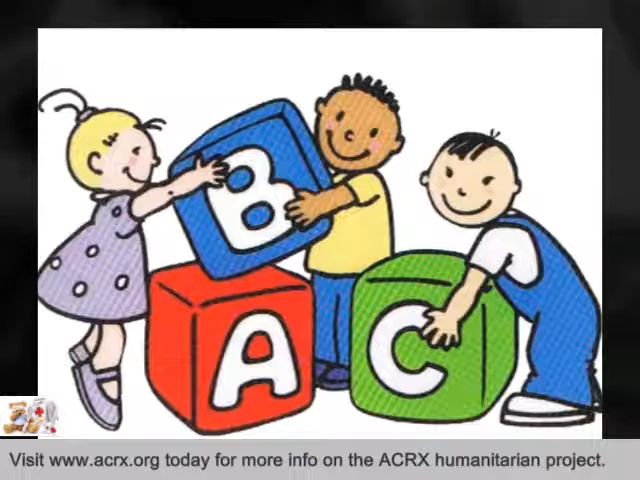 B
A
C
Visit www.acrx.org today for more info on the ACRX humanitarian project.